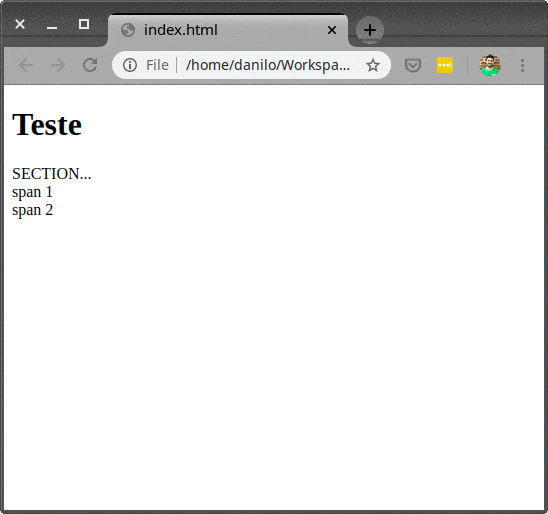 index.html
File
/home/danilo/Workspa...
Teste
SECTION...
span 1
span 2